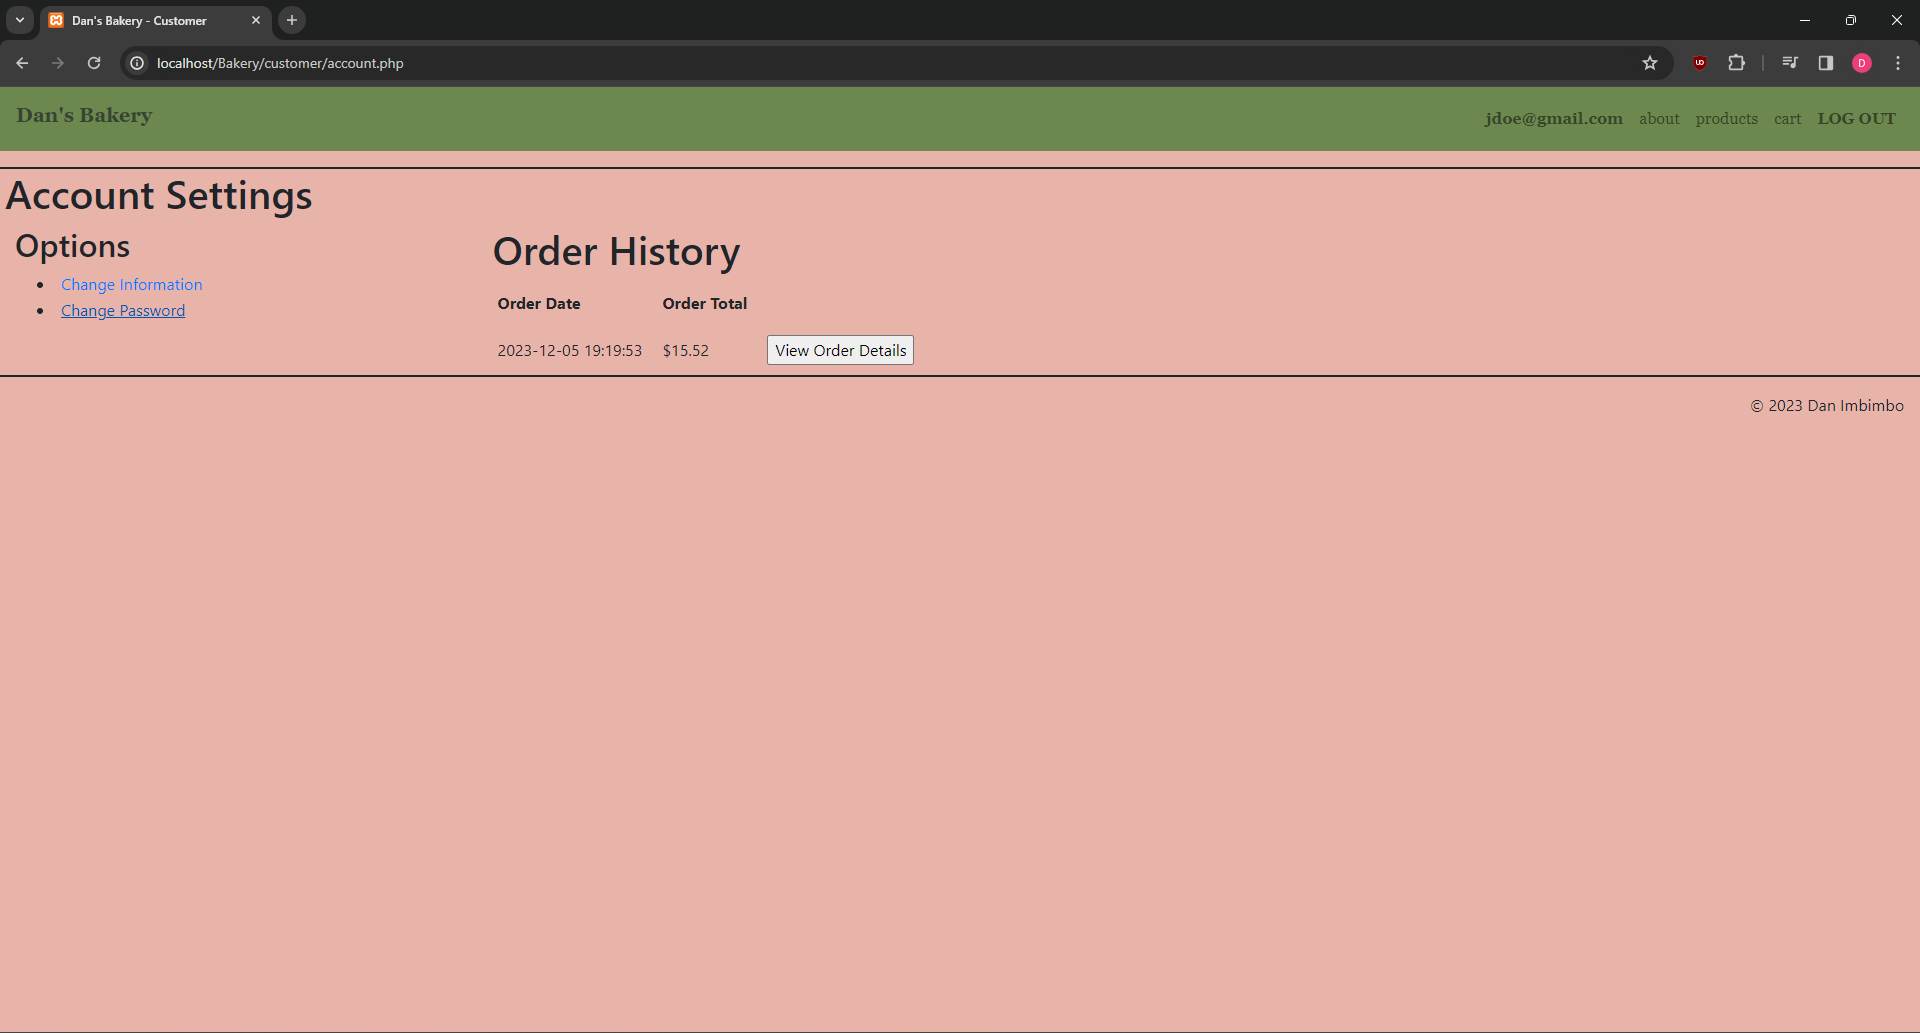 Dan's Bakery - Customer
localhost/Bakery/customer/account.php
D
Dan's Bakery
jdoe@gmail.com about products cart LOG OUT
Account Settings
Options
Change Information
Change Password
Order History
Order Date Order Total
2023-12-05 19:19:53 $15.52 View Order Details
© 2023 Dan Imbimbo